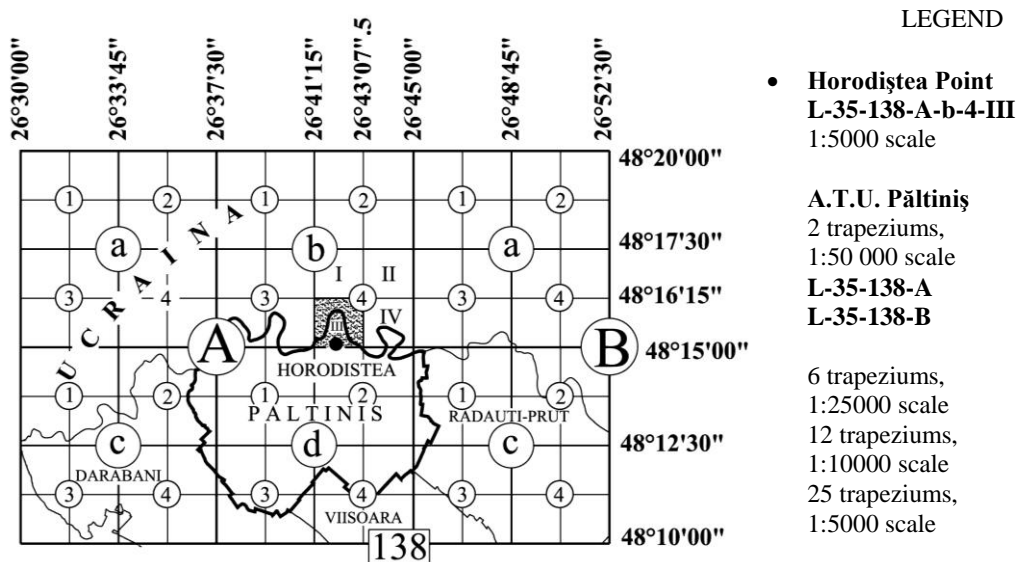 26°30'00"
26°33'45"
26°37'30"
26°41'15"
26°43'07".5
26°45'00"
26°48'45"
26°52'30"
48°20'00"
1 2 1 2 1 2
UCRAINA
a b a
48°17'30"
I II
3 4 3 4 3 4
48°16'15"
III IV
A B
48°15'00"
HORODISTEA
1 2 1 2 1 2
PALTINIS
RADAUTI-PRUT
c d c
48°12'30"
DARABANI
3 4 3 4 3 4
VIISOARA
138
48°10'00"
LEGEND
• Horodiştea Point
L-35-138-A-b-4-III
1:5000 scale
A.T.U. Păltiniş
2 trapeziums,
1:50 000 scale
L-35-138-A
L-35-138-B
6 trapeziums,
1:25000 scale
12 trapeziums,
1:10000 scale
25 trapeziums,
1:5000 scale